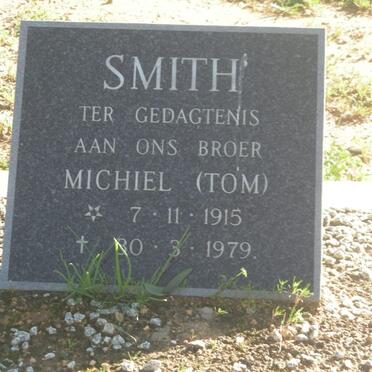 SMITH
TER GEDAGTENIS
AAN ONS BROER
MICHIEL (TOM)
☆ 7·11·1915
† 30·3·1979.